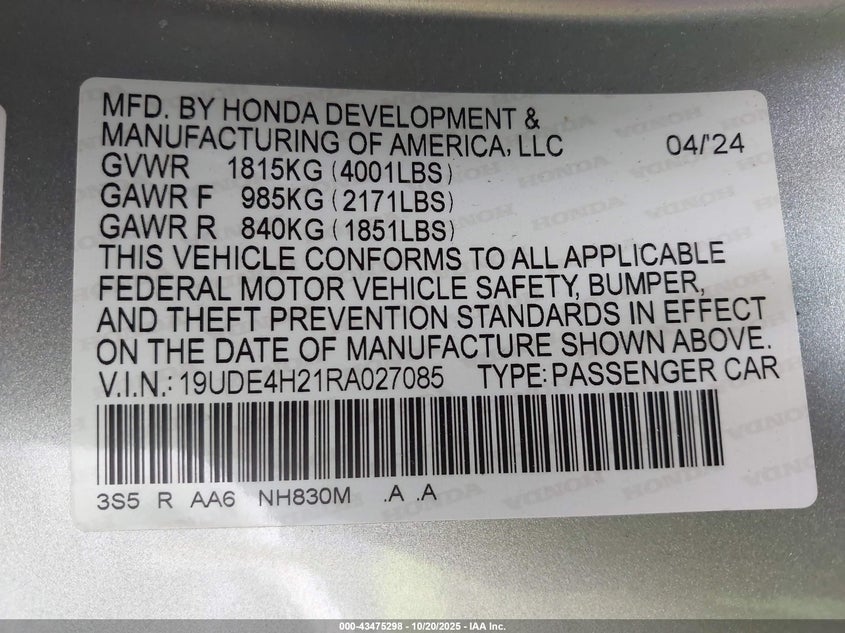 MFD. BY HONDA DEVELOPMENT &
MANUFACTURING OF AMERICA, LLC 04/'24
GVWR 1815KG (4001LBS)
GAWR F 985KG (2171LBS)
GAWR R 840KG (1851LBS)
THIS VEHICLE CONFORMS TO ALL APPLICABLE
FEDERAL MOTOR VEHICLE SAFETY, BUMPER,
AND THEFT PREVENTION STANDARDS IN EFFECT
ON THE DATE OF MANUFACTURE SHOWN ABOVE.
V.I.N.: 19UDE4H21RA027085 TYPE: PASSENGER CAR
3S5 R AA6 NH830M .A .A
000-43475298 - 10/20/2025 - IAA Inc.